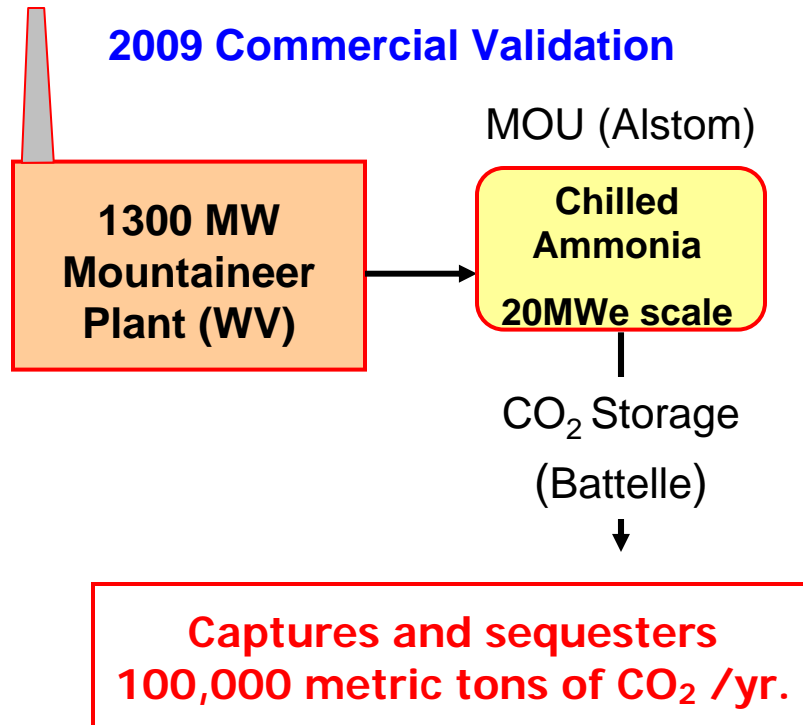 2009 Commercial Validation
MOU (Alstom)
1300 MW
Mountaineer
Plant (WV)
Chilled
Ammonia
20MWe scale
CO₂ Storage
(Battelle)
Captures and sequesters
100,000 metric tons of CO₂ /yr.